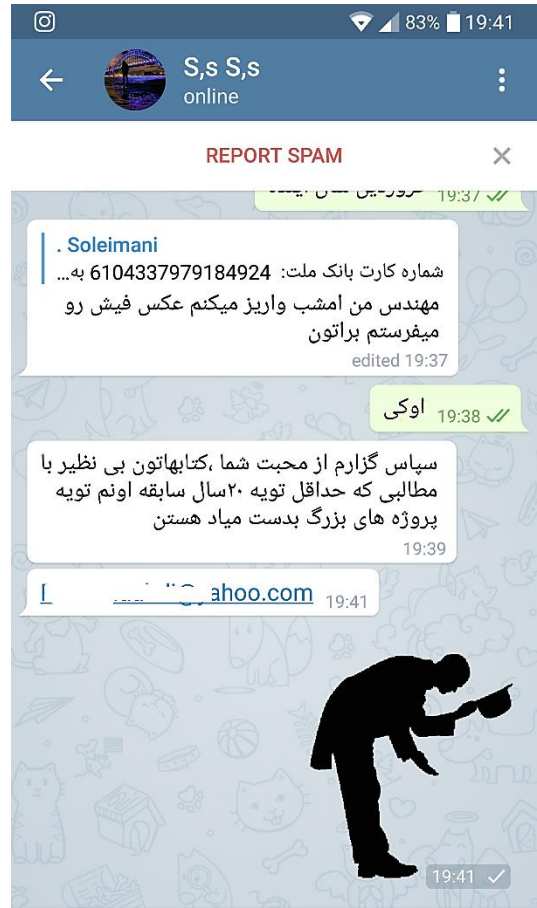 83% 19:41
S,s S,s
online
REPORT SPAM
19:37
. Soleimani
شماره کارت بانک ملت: 6104337979184924 به...
مهندس من امشب واریز میکنم عکس فیش رو
میفرستم براتون
edited 19:37
اوکی 19:38
سپاس گزارم از محبت شما ،کتابهاتون بی نظیر با
مطالبی که حداقل تویه ۲۰سال سابقه اونم تویه
پروژه های بزرگ بدست میاد هستن
19:39
ahoo.com 19:41
19:41